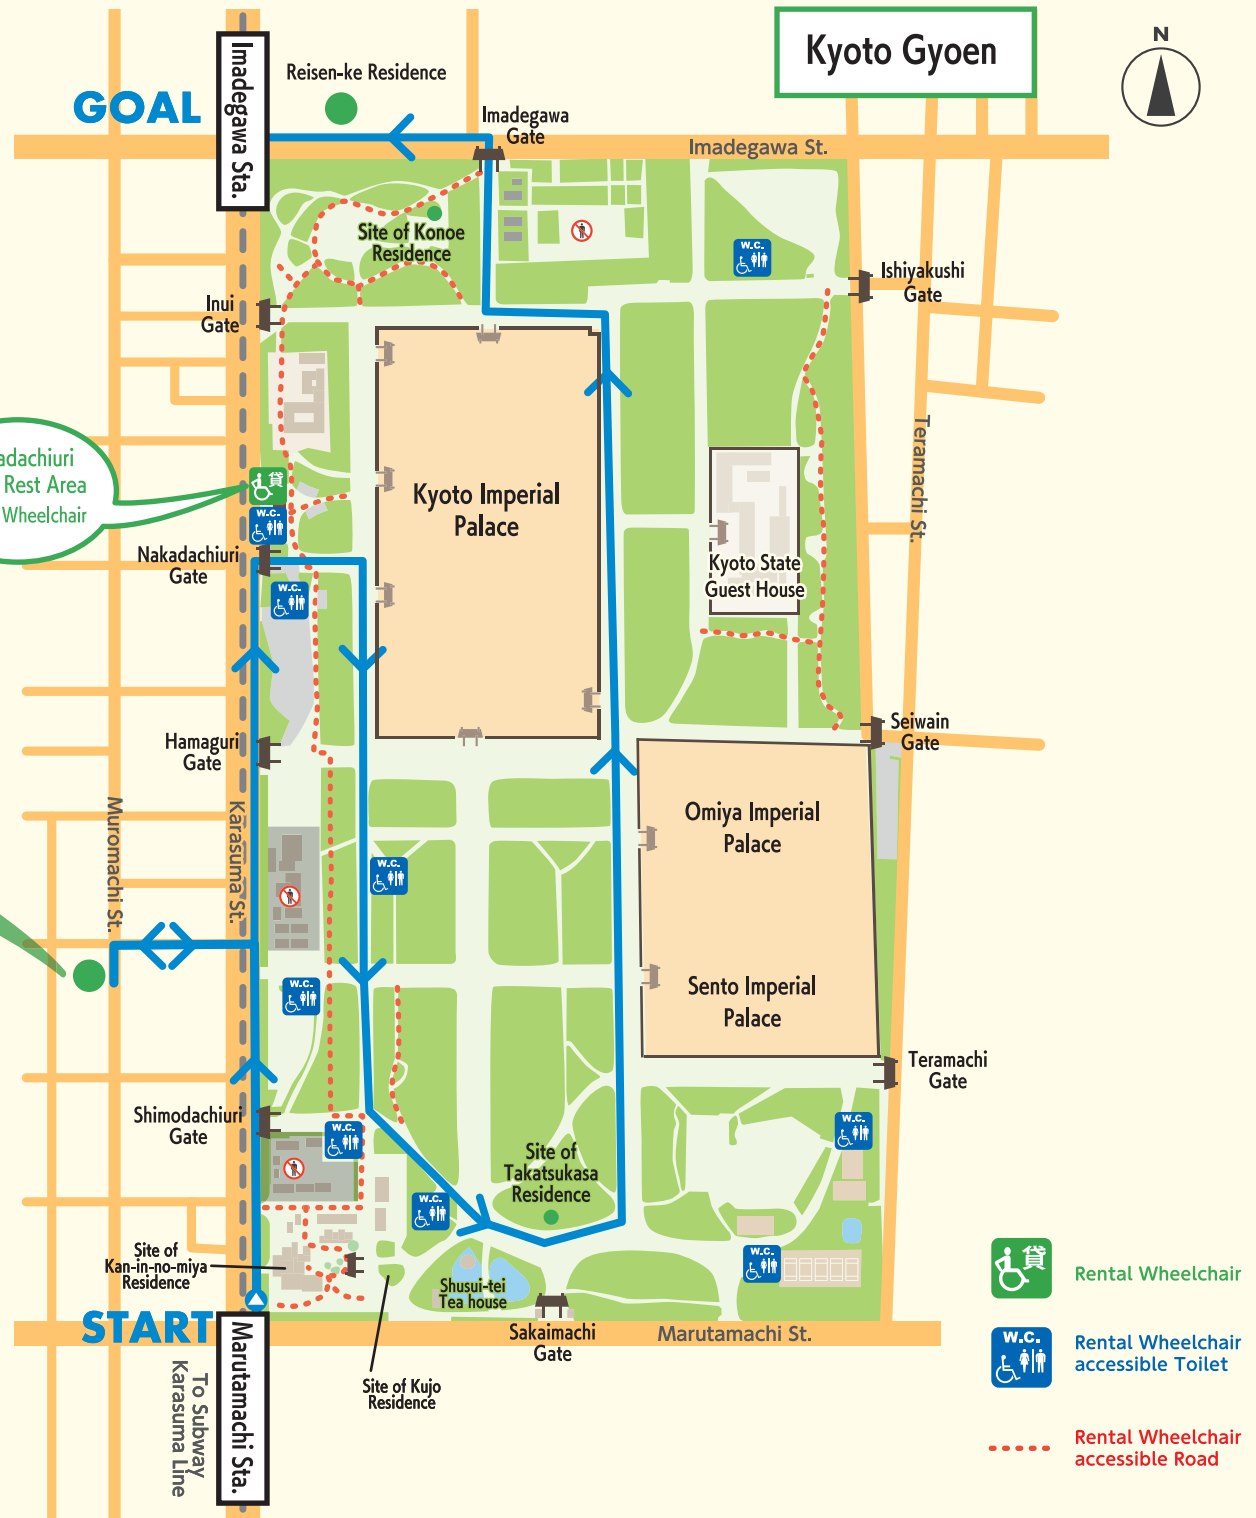 Kyoto Gyoen
N
GOAL
Imadegawa Sta.
Reisen-ke Residence
Imadegawa
Gate
Imadegawa St.
Site of Konoe
Residence
W.C.
Ishiyakushi
Gate
Inui
Gate
Teramachi St.
adachiuri
Rest Area
Wheelchair
貸
W.C.
Kyoto Imperial
Palace
Nakadachiuri
Gate
W.C.
Kyoto State
Guest House
Hamaguri
Gate
Seiwain
Gate
Muromachi St.
Karasuma St.
Omiya Imperial
Palace
W.C.
Sento Imperial
Palace
W.C.
Teramachi
Gate
Shimodachiuri
Gate
W.C.
W.C.
Site of
Takatsukasa
Residence
W.C.
Site of
Kan-in-no-miya
Residence
W.C.
Shusui-tei
Tea house
START
Marutamachi Sta.
Sakaimachi
Gate
Marutamachi St.
To Subway
Karasuma Line
Site of Kujo
Residence
貸
Rental Wheelchair
W.C.
Rental Wheelchair
accessible Toilet
Rental Wheelchair
accessible Road